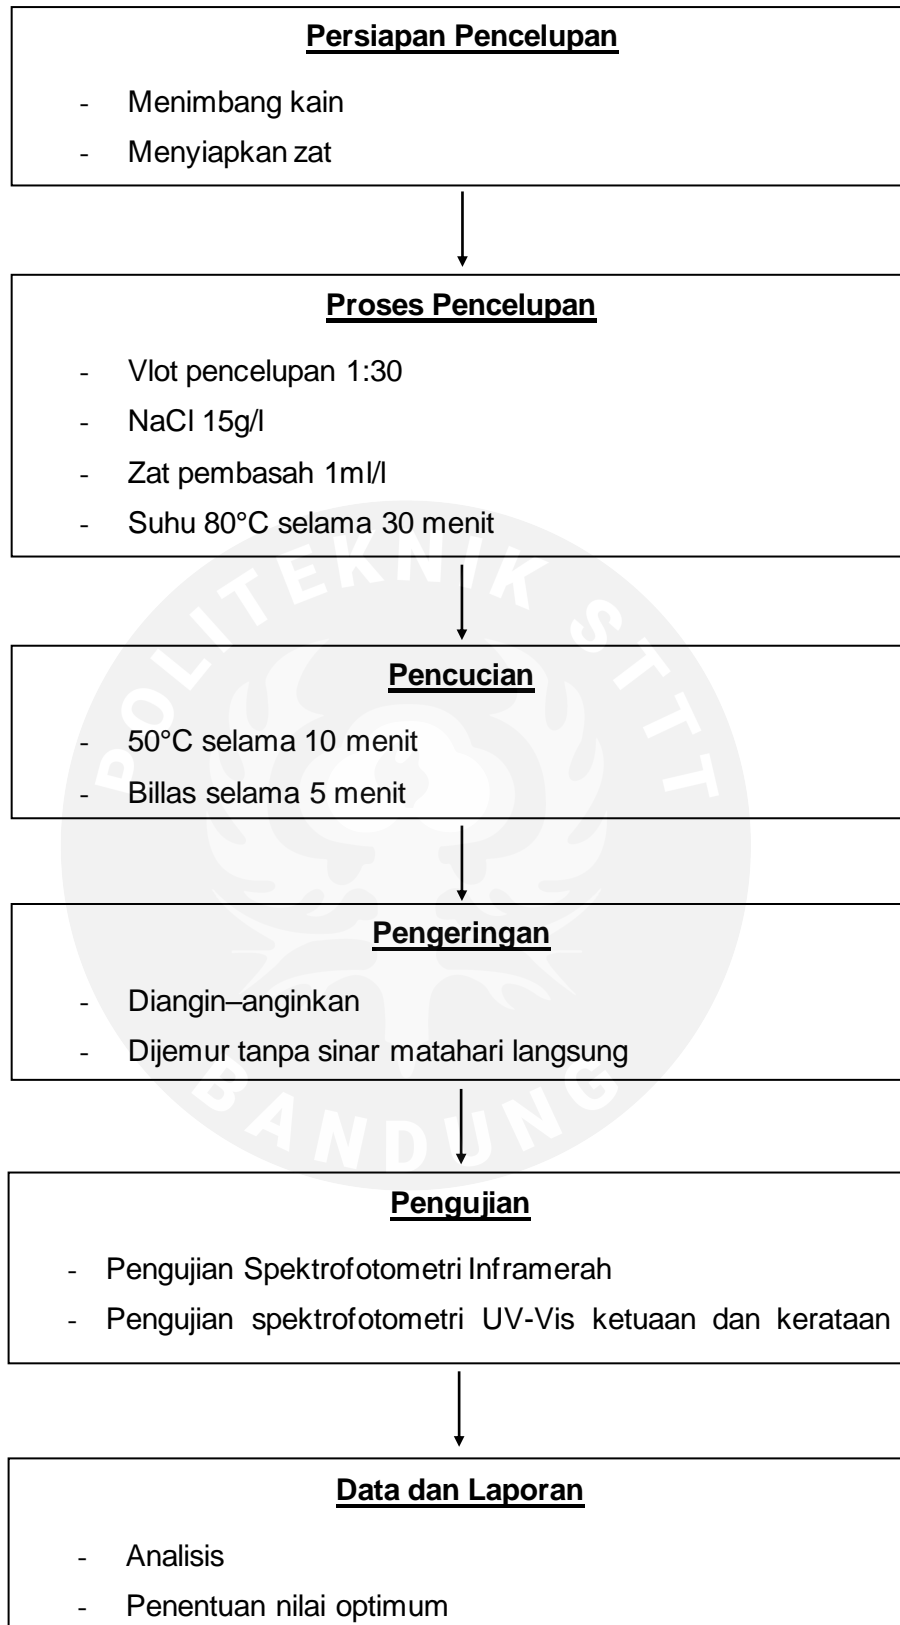 Persiapan Pencelupan
- Menimbang kain
- Menyiapkan zat
Proses Pencelupan
- Vlot pencelupan 1:30
- NaCl 15g/l
- Zat pembasah 1ml/l
- Suhu 80°C selama 30 menit
Pencucian
- 50°C selama 10 menit
- Billas selama 5 menit
Pengeringan
- Diangin–anginkan
- Dijemur tanpa sinar matahari langsung
Pengujian
- Pengujian Spektrofotometri Inframerah
- Pengujian spektrofotometri UV-Vis ketuaan dan kerataan
Data dan Laporan
- Analisis
- Penentuan nilai optimum
POLITEKNIK STTT
BANDUNG